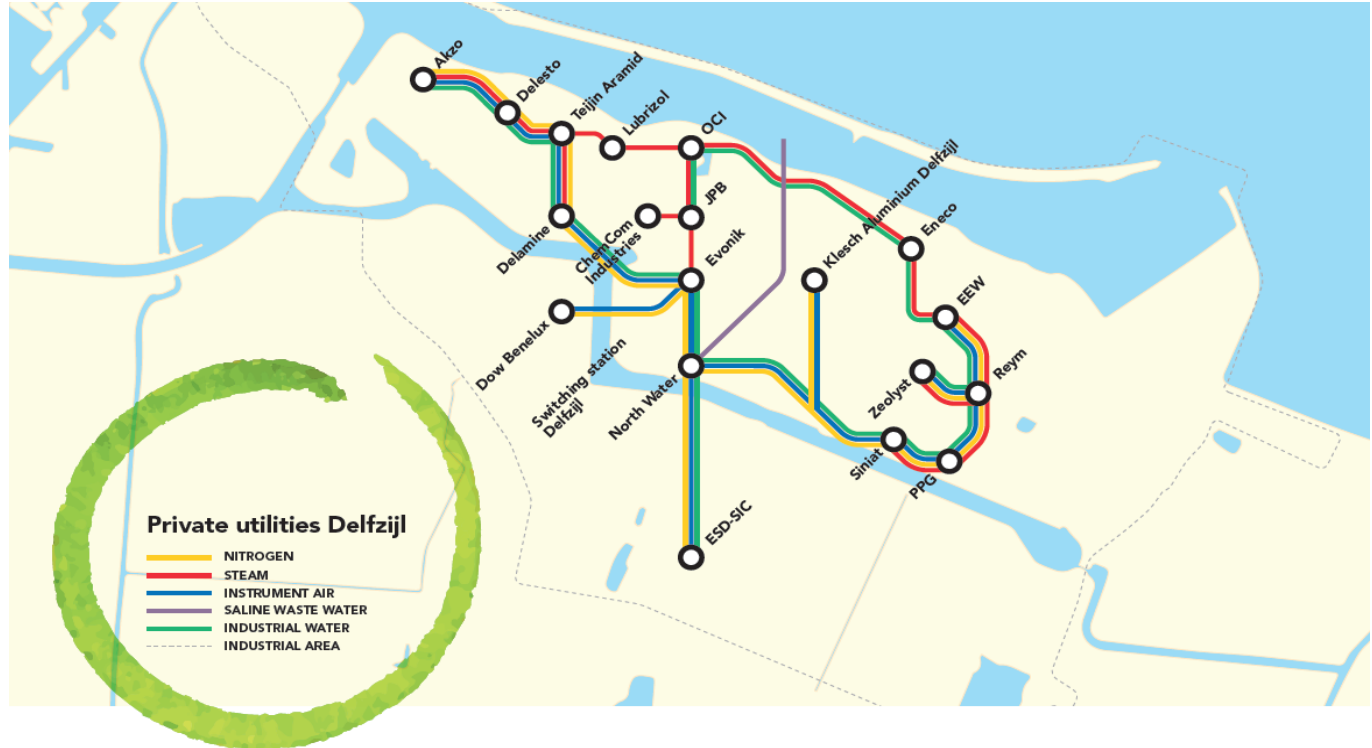 Akzo
Delesto
Teijin Aramid
Lubrizol
OCI
JPB
ChemCom
Industries
Delamine
Evonik
Klesch Aluminium Delfzijl
Eneco
EEW
Reym
Zeolyst
Dow Benelux
Switching station
Delfzijl
North Water
Siniat
PPG
ESD-SIC
Private utilities Delfzijl
NITROGEN
STEAM
INSTRUMENT AIR
SALINE WASTE WATER
INDUSTRIAL WATER
INDUSTRIAL AREA